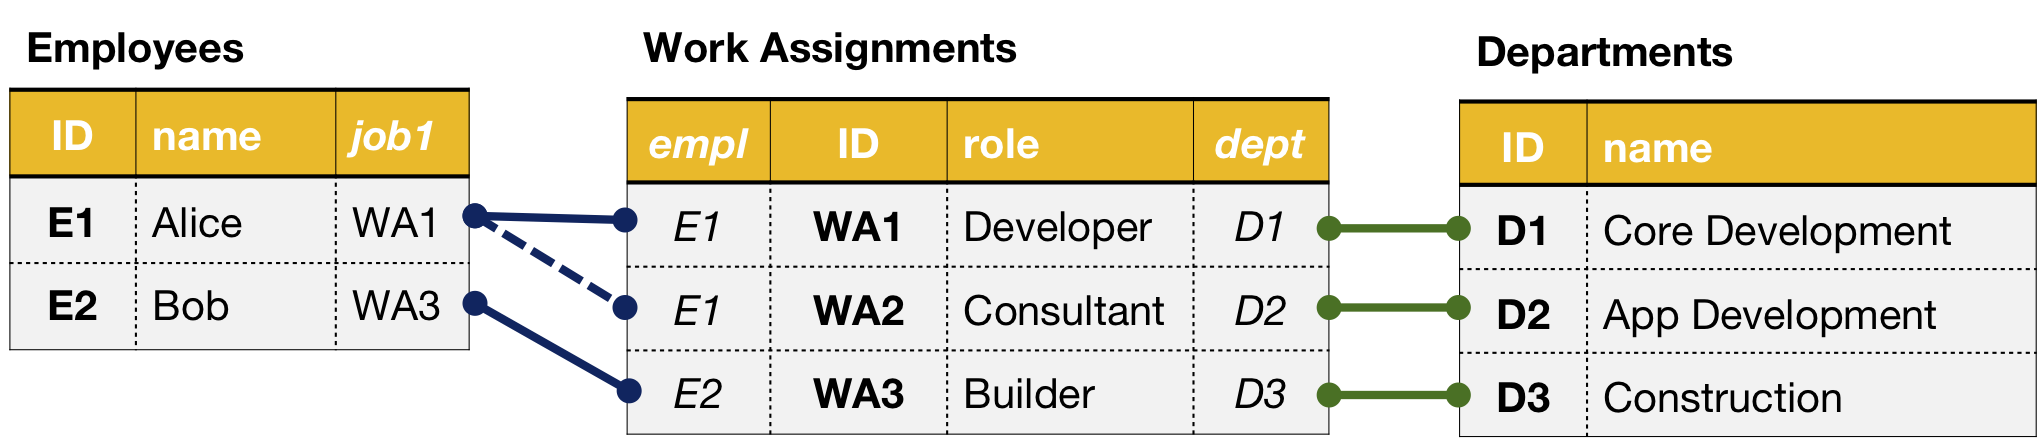 Employees
ID name job1
E1 Alice WA1
E2 Bob WA3
Work Assignments
empl ID role dept
E1 WA1 Developer D1
E1 WA2 Consultant D2
E2 WA3 Builder D3
Departments
ID name
D1 Core Development
D2 App Development
D3 Construction